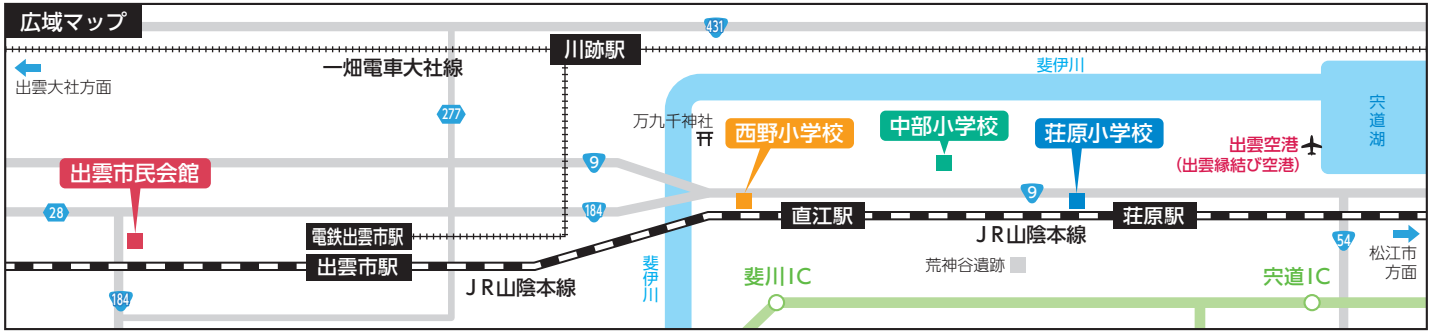 広域マップ
431
川跡駅
一畑電車大社線
出雲大社方面
斐伊川
宍道湖
277
万九千神社
西野小学校
中部小学校
荘原小学校
出雲空港
(出雲縁結び空港)
9
出雲市民会館
9
28
184
直江駅
荘原駅
電鉄出雲市駅
JR山陰本線
54
松江市
方面
出雲市駅
斐伊川
荒神谷遺跡
JR山陰本線
斐川IC
宍道IC
184